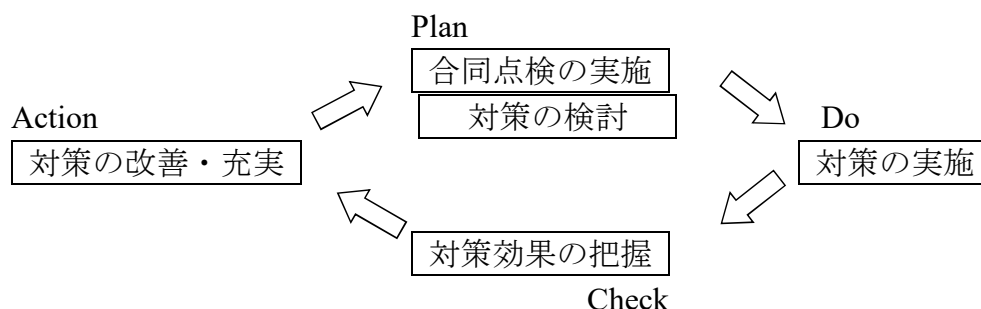 Plan
合同点検の実施
対策の検討
Action
対策の改善・充実
Do
対策の実施
対策効果の把握
Check